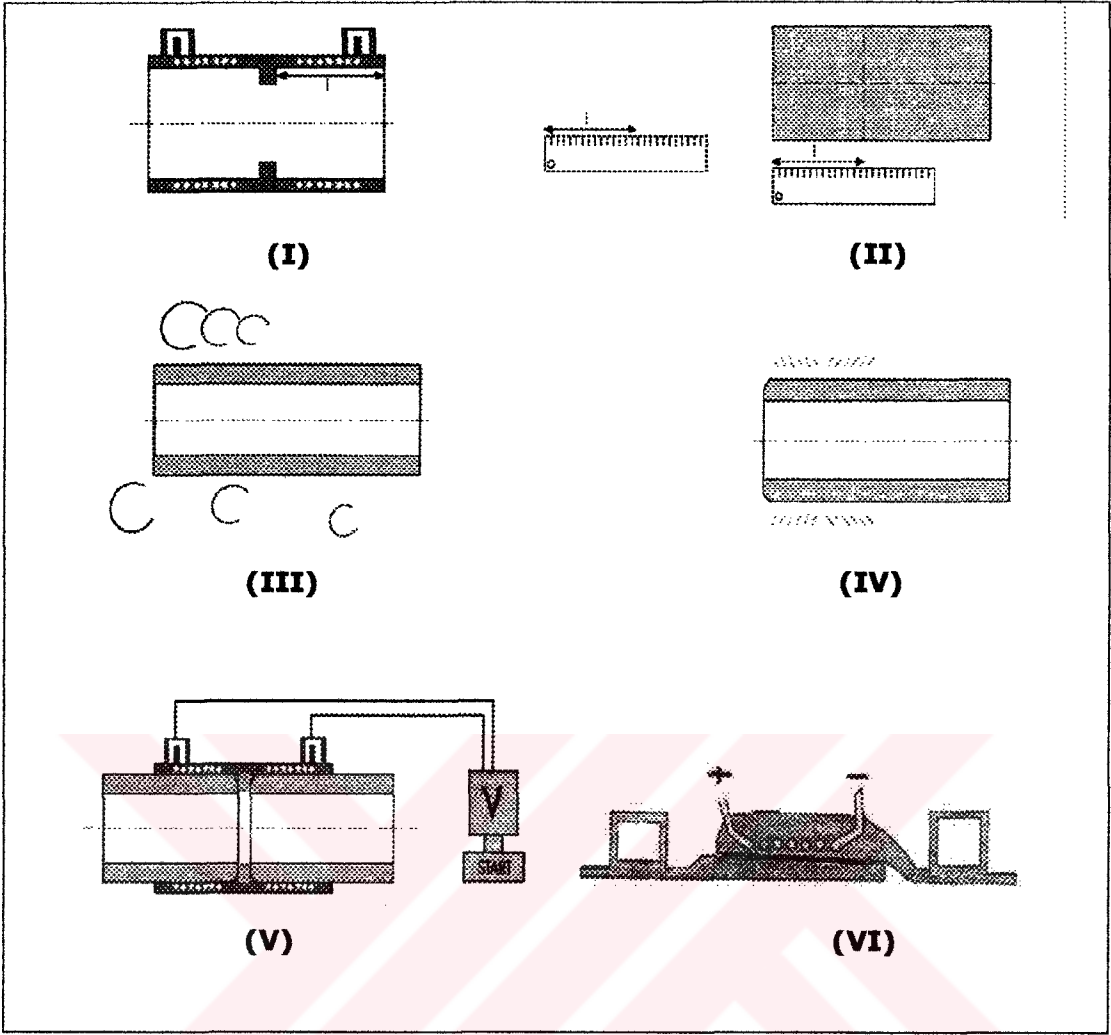 l
l
l
(I)
(II)
(III)
(IV)
V
START
+ −
(V)
(VI)